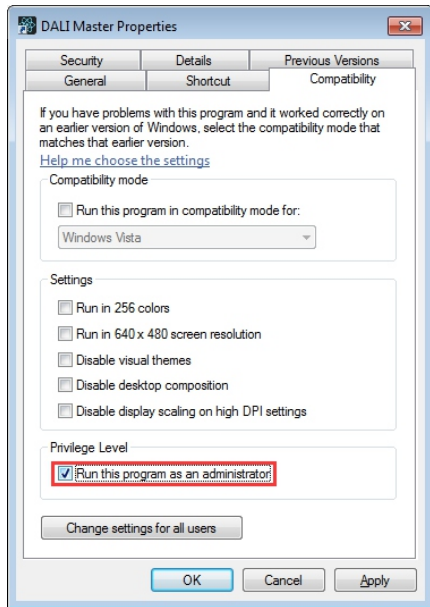 DALI Master Properties
Security Details Previous Versions
General Shortcut Compatibility
If you have problems with this program and it worked correctly on
an earlier version of Windows, select the compatibility mode that
matches that earlier version.
Help me choose the settings
Compatibility mode
Run this program in compatibility mode for:
Windows Vista
Settings
Run in 256 colors
Run in 640 x 480 screen resolution
Disable visual themes
Disable desktop composition
Disable display scaling on high DPI settings
Privilege Level
Run this program as an administrator
Change settings for all users
OK Cancel Apply